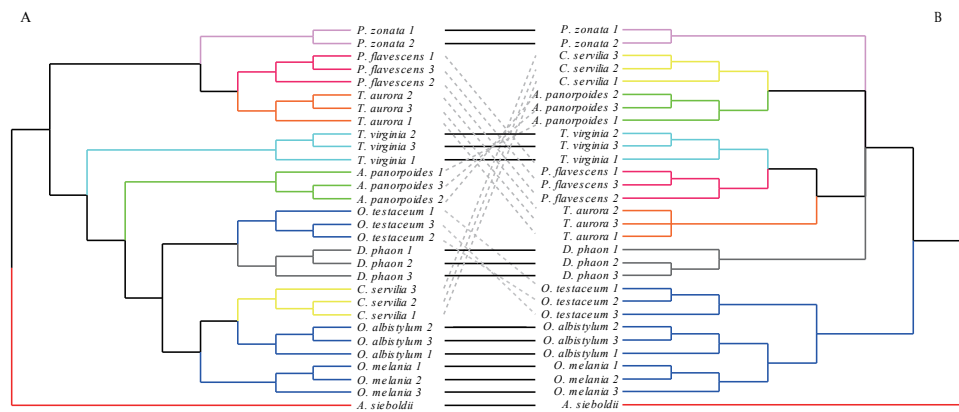 A
B
P. zonata 1
P. zonata 2
P. flavescens 1
P. flavescens 3
P. flavescens 2
T. aurora 2
T. aurora 3
T. aurora 1
T. virginia 2
T. virginia 3
T. virginia 1
A. panorpoides 1
A. panorpoides 3
A. panorpoides 2
O. testaceum 1
O. testaceum 3
O. testaceum 2
D. phaon 1
D. phaon 2
D. phaon 3
C. servilia 3
C. servilia 2
C. servilia 1
O. albistylum 2
O. albistylum 3
O. albistylum 1
O. melania 1
O. melania 2
O. melania 3
A. sieboldii
P. zonata 1
P. zonata 2
C. servilia 3
C. servilia 2
C. servilia 1
A. panorpoides 2
A. panorpoides 3
A. panorpoides 1
T. virginia 2
T. virginia 3
T. virginia 1
P. flavescens 1
P. flavescens 3
P. flavescens 2
T. aurora 2
T. aurora 3
T. aurora 1
D. phaon 1
D. phaon 2
D. phaon 3
O. testaceum 1
O. testaceum 2
O. testaceum 3
O. albistylum 2
O. albistylum 3
O. albistylum 1
O. melania 1
O. melania 2
O. melania 3
A. sieboldii